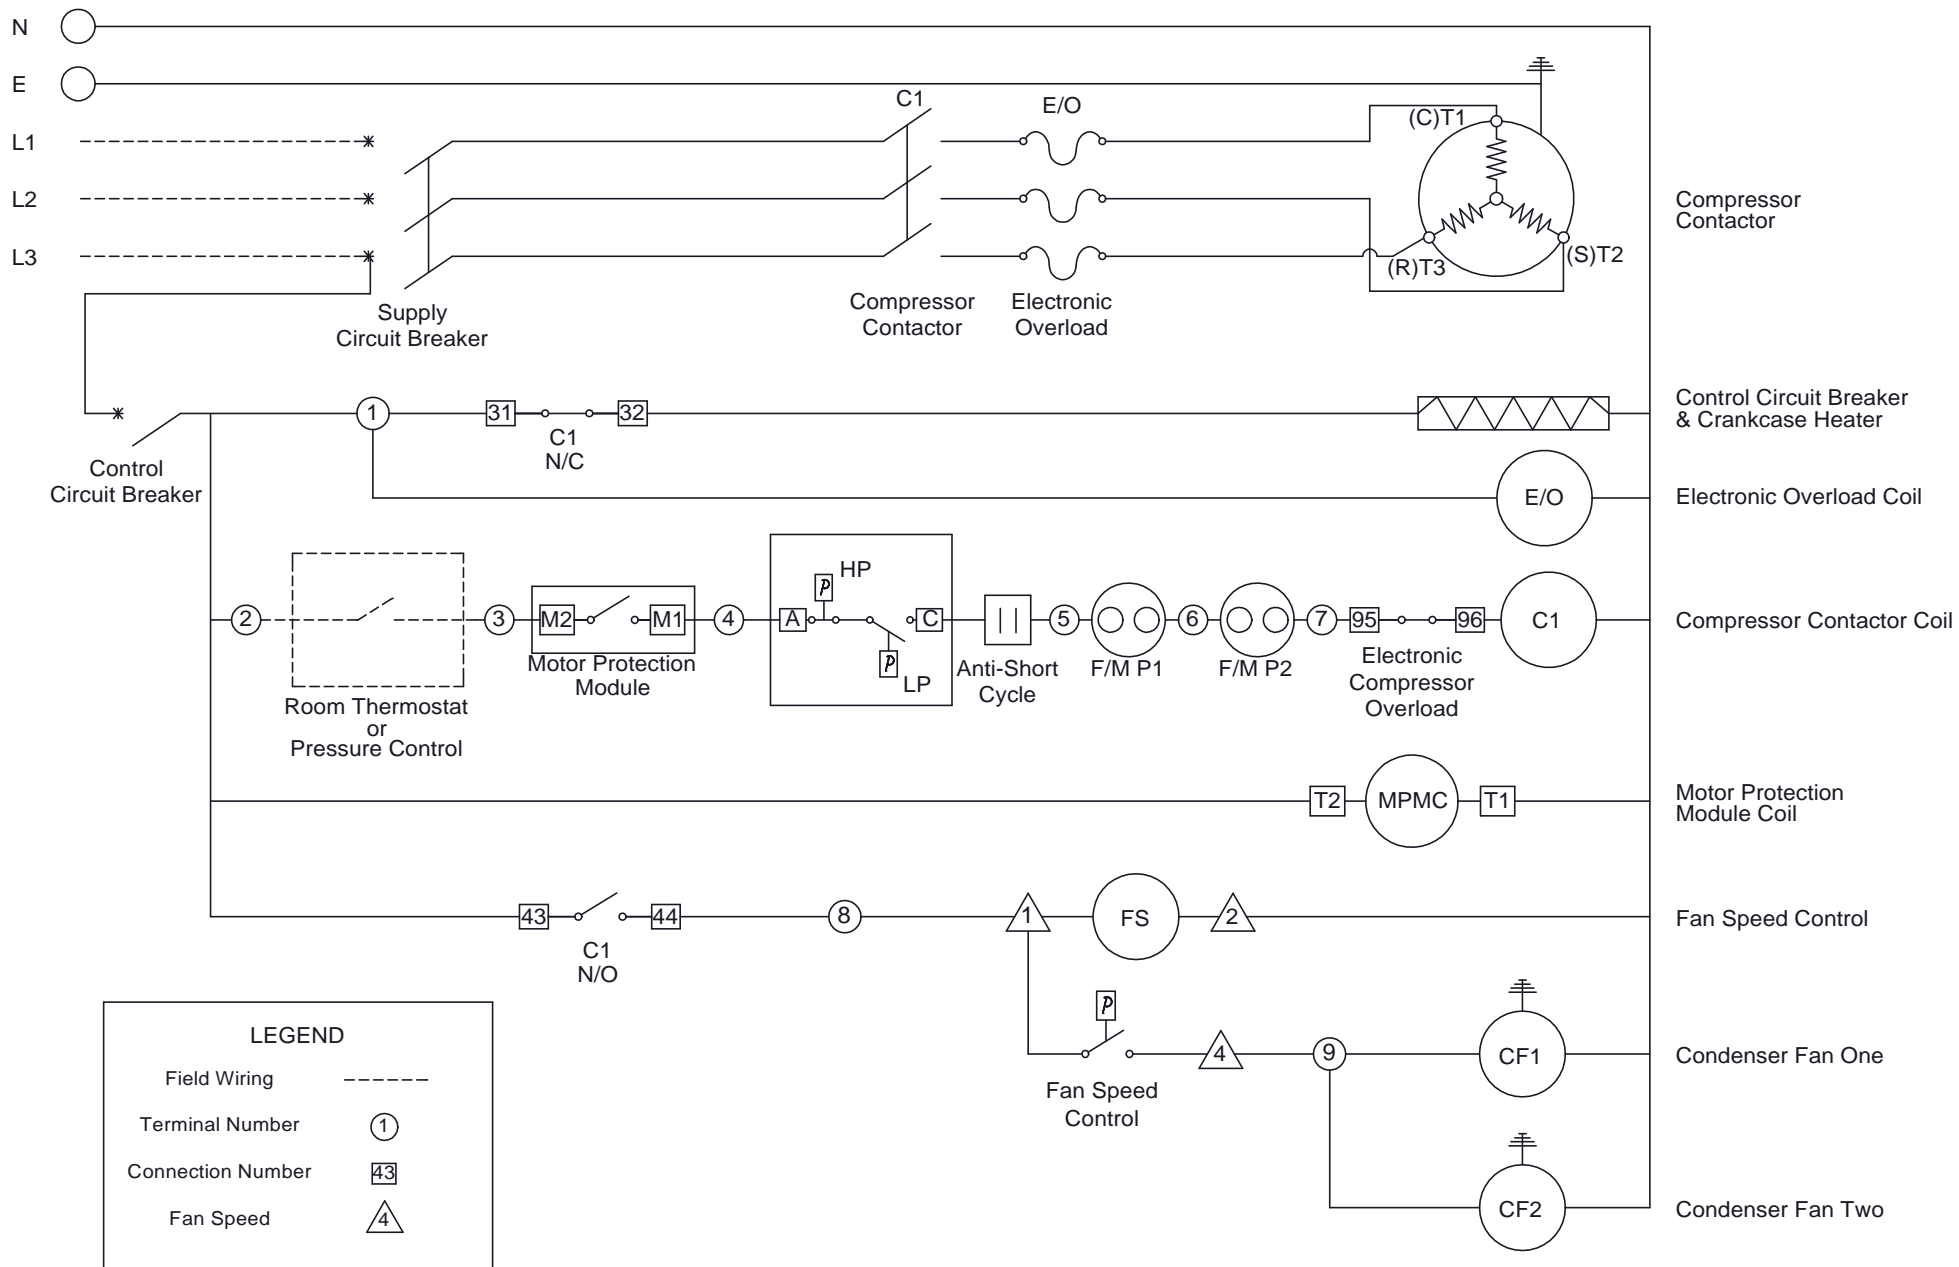 N
E
C1
E/O
L1
(C)T1
L2
Compressor
Contactor
L3
(R)T3
(S)T2
Supply
Circuit Breaker
Compressor
Contactor
Electronic
Overload
1
31
32
C1
N/C
Control Circuit Breaker
& Crankcase Heater
Control
Circuit Breaker
E/O
Electronic Overload Coil
2
3
M2
M1
4
A
HP
P
C
P
LP
5
6
7
95
96
C1
Compressor Contactor Coil
Room Thermostat
or
Pressure Control
Motor Protection
Module
Anti-Short
Cycle
F/M P1
F/M P2
Electronic
Compressor
Overload
T2
MPMC
T1
Motor Protection
Module Coil
43
44
C1
N/O
8
1
FS
2
Fan Speed Control
P
4
9
CF1
Condenser Fan One
Fan Speed
Control
CF2
Condenser Fan Two
LEGEND
Field Wiring
Terminal Number 1
Connection Number 43
Fan Speed 4